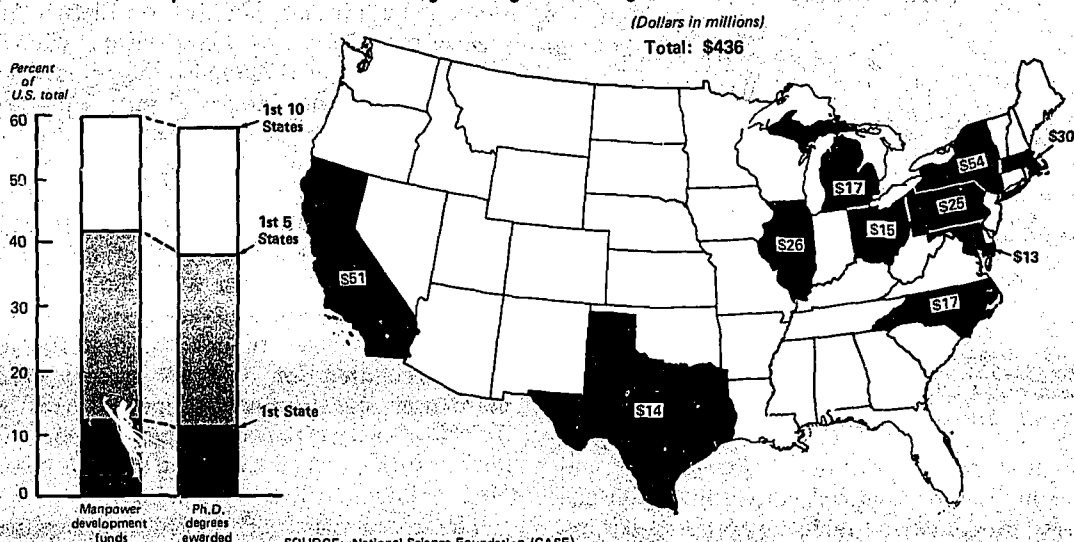 (Dollars in millions)
Total: $436
Percent
of
U.S. total
60
50
40
30
20
10
0
1st 10
States
1st 5
States
1st State
Manpower
development
funds
Ph.D.
degrees
awarded
$51
$14
$26
$17
$15
$54
$30
$25
$13
$17
SOURCE: National Science Foundation (CASE)